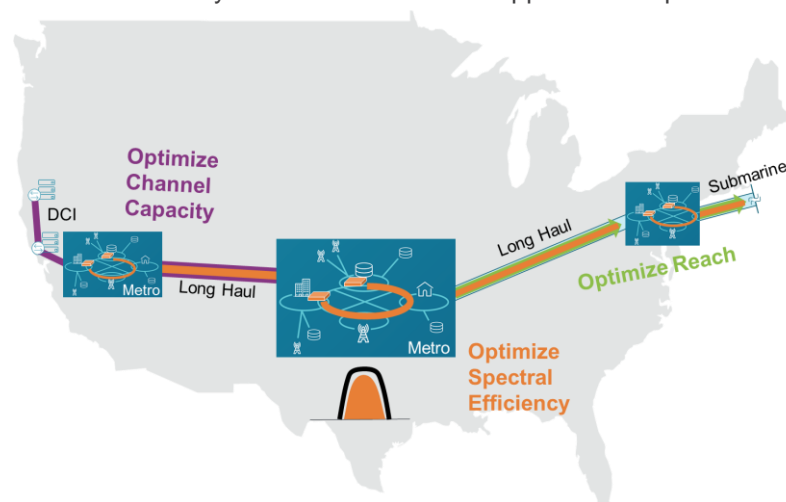 Optimize
Channel
Capacity
DCI
Metro
Long Haul
Metro
Optimize
Spectral
Efficiency
Long Haul
Optimize Reach
Submarine